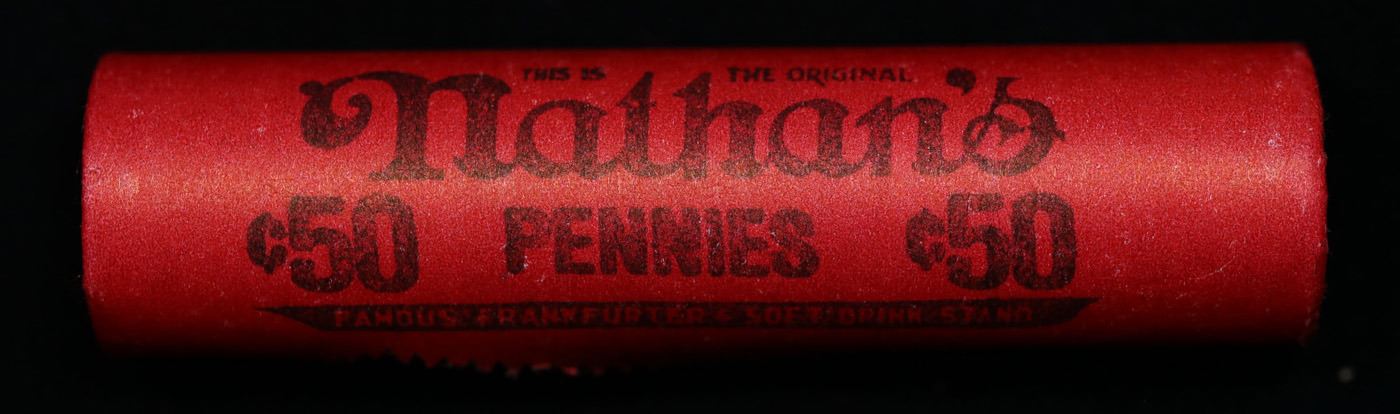 THIS IS THE ORIGINAL
Nathan's
¢50 PENNIES ¢50
FAMOUS FRANKFURTER & SOFT DRINK STAND